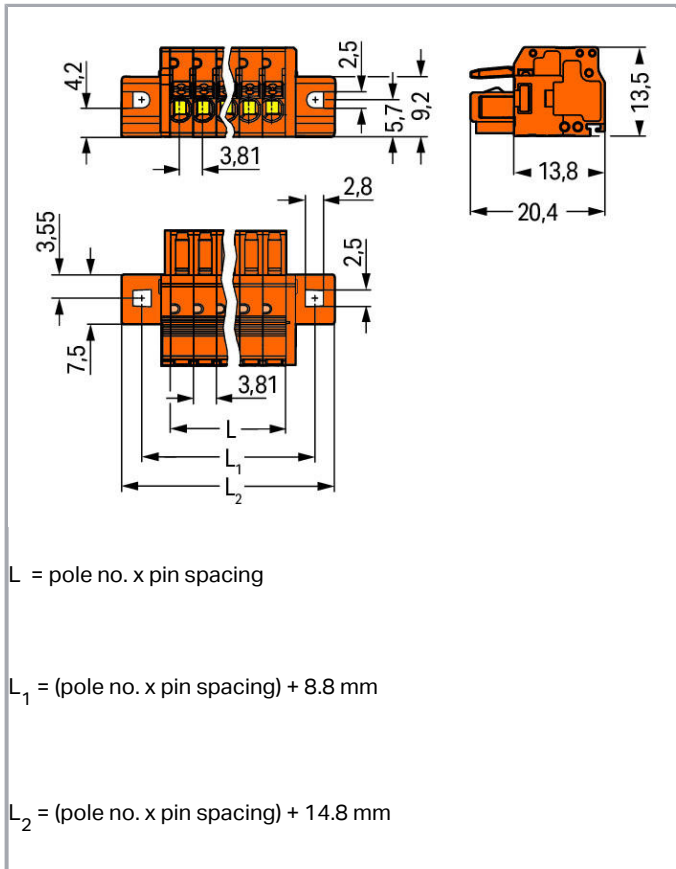 4,2
2,5
5,7
9,2
3,81
13,5
13,8
20,4
3,55
2,8
2,5
7,5
3,81
L
L1
L2
L = pole no. x pin spacing
L1 = (pole no. x pin spacing) + 8.8 mm
L2 = (pole no. x pin spacing) + 14.8 mm